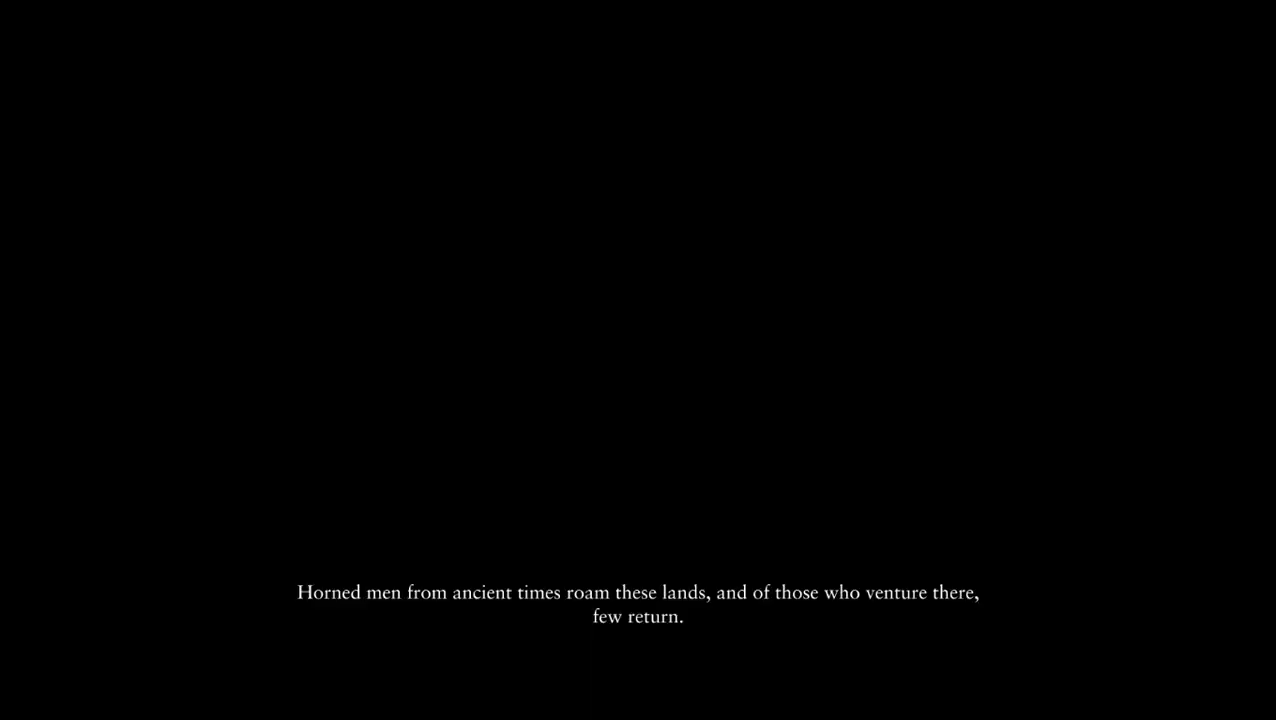 Horned men from ancient times roam these lands, and of those who venture there,
few return.